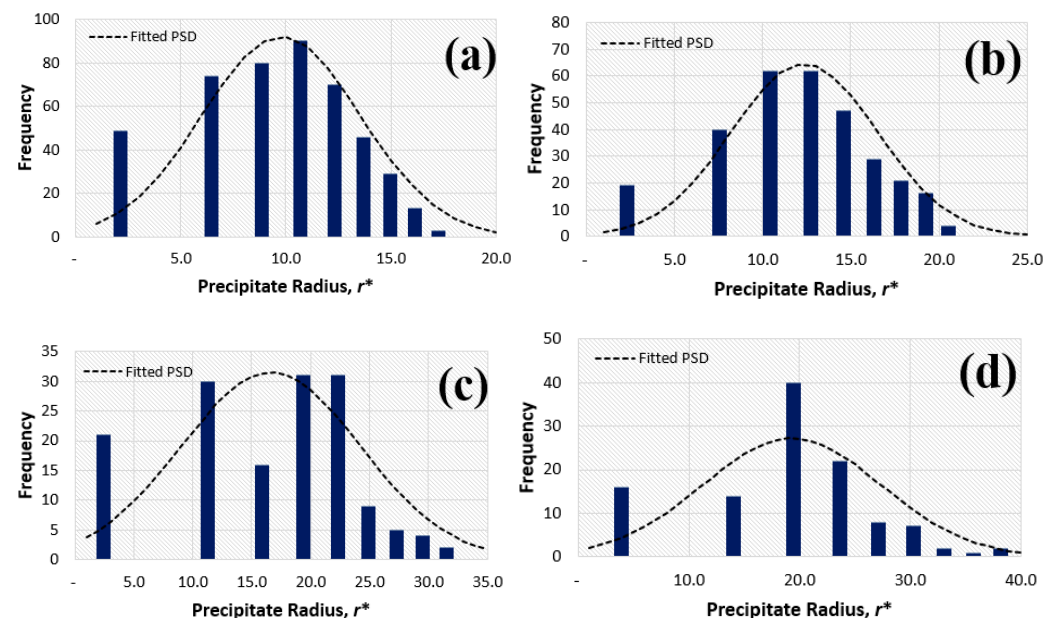 100
80
60
40
20
0
Frequency
Fitted PSD
(a)
- 5.0 10.0 15.0 20.0
Precipitate Radius, r*
80
70
60
50
40
30
20
10
0
Frequency
Fitted PSD
(b)
- 5.0 10.0 15.0 20.0 25.0
Precipitate Radius, r*
35
30
25
20
15
10
5
0
Frequency
Fitted PSD
(c)
- 5.0 10.0 15.0 20.0 25.0 30.0 35.0
Precipitate Radius, r*
50
40
30
20
10
0
Frequency
Fitted PSD
(d)
- 10.0 20.0 30.0 40.0
Precipitate Radius, r*